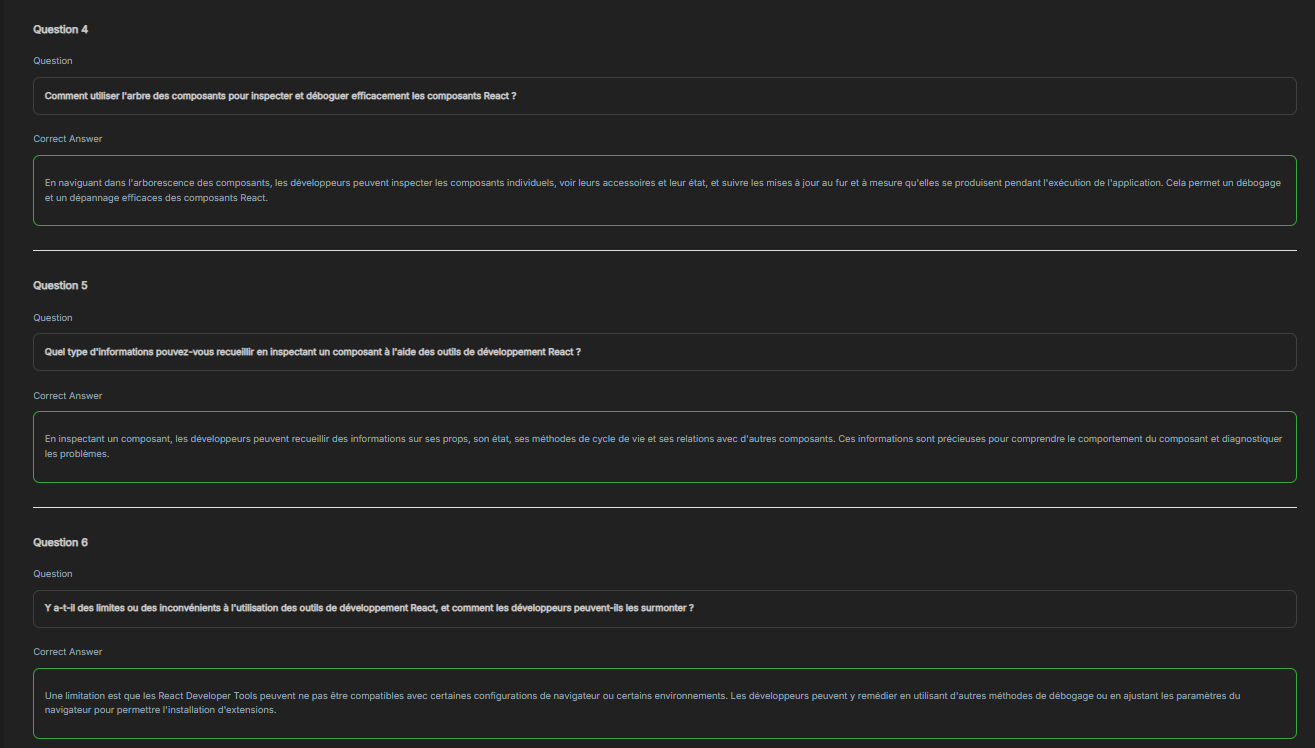 Question 4
Question
Comment utiliser l'arbre des composants pour inspecter et déboguer efficacement les composants React ?
Correct Answer
En naviguant dans l'arborescence des composants, les développeurs peuvent inspecter les composants individuels, voir leurs accessoires et leur état, et suivre les mises à jour au fur et à mesure qu'elles se produisent pendant l'exécution de l'application. Cela permet un débogage
et un dépannage efficaces des composants React.
Question 5
Question
Quel type d'informations pouvez-vous recueillir en inspectant un composant à l'aide des outils de développement React ?
Correct Answer
En inspectant un composant, les développeurs peuvent recueillir des informations sur ses props, son état, ses méthodes de cycle de vie et ses relations avec d'autres composants. Ces informations sont précieuses pour comprendre le comportement du composant et diagnostiquer
les problèmes.
Question 6
Question
Y a-t-il des limites ou des inconvénients à l'utilisation des outils de développement React, et comment les développeurs peuvent-ils les surmonter ?
Correct Answer
Une limitation est que les React Developer Tools peuvent ne pas être compatibles avec certaines configurations de navigateur ou certains environnements. Les développeurs peuvent y remédier en utilisant d'autres méthodes de débogage ou en ajustant les paramètres du
navigateur pour permettre l'installation d'extensions.